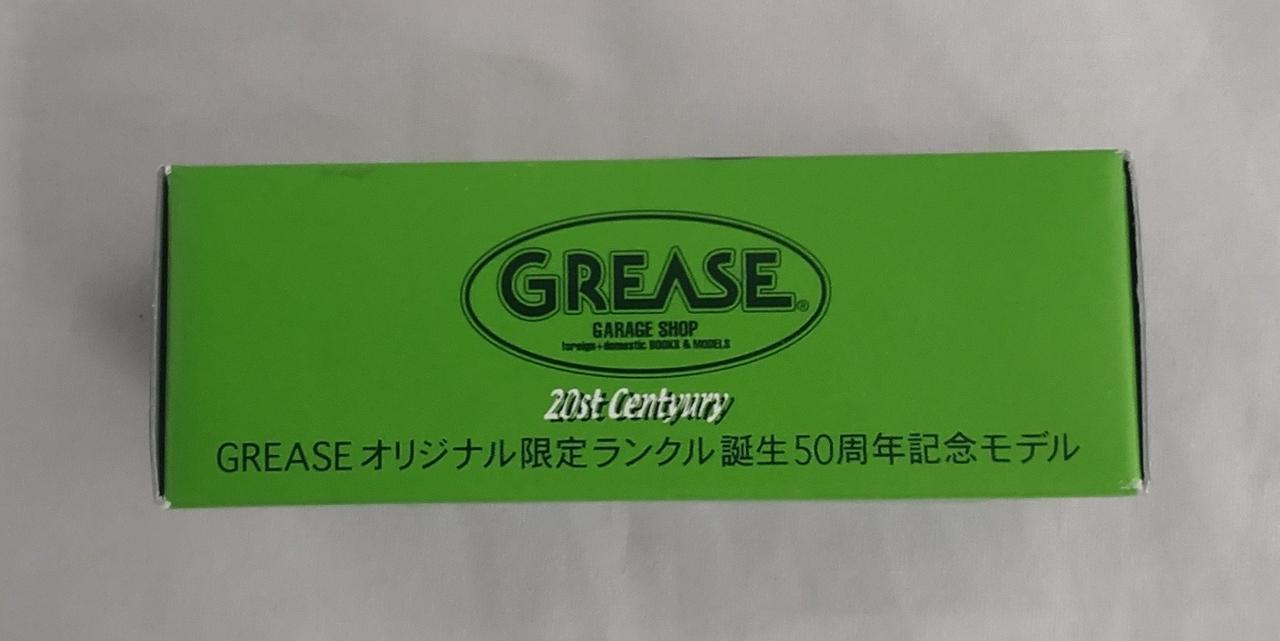 GREASE®
GARAGE SHOP
foreign+domestic BOOKS & MODELS
20st Centyury
GREASE オリジナル限定ランクル誕生50周年記念モデル